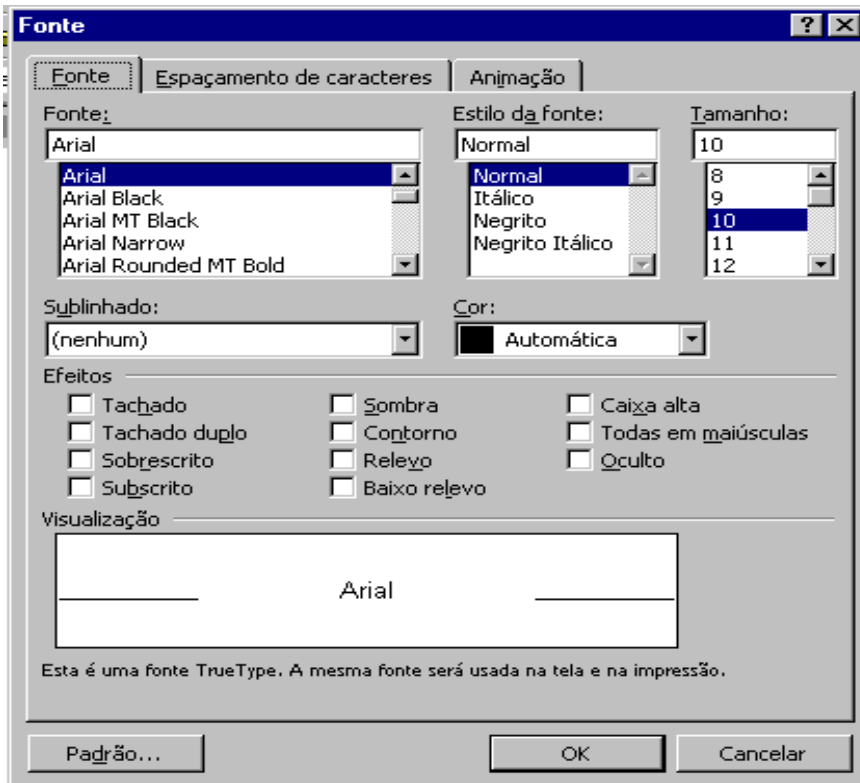 Fonte
Fonte Espaçamento de caracteres Animação
Fonte: Estilo da fonte: Tamanho:
Arial Normal 10
Arial Normal 8
Arial Black Itálico 9
Arial MT Black Negrito 10
Arial Narrow Negrito Itálico 11
Arial Rounded MT Bold 12
Sublinhado: Cor:
(nenhum) Automática
Efeitos
Tachado Sombra Caixa alta
Tachado duplo Contorno Todas em maiúsculas
Sobrescrito Relevo Oculto
Subscrito Baixo relevo
Visualização
Arial
Esta é uma fonte TrueType. A mesma fonte será usada na tela e na impressão.
Padrão... OK Cancelar